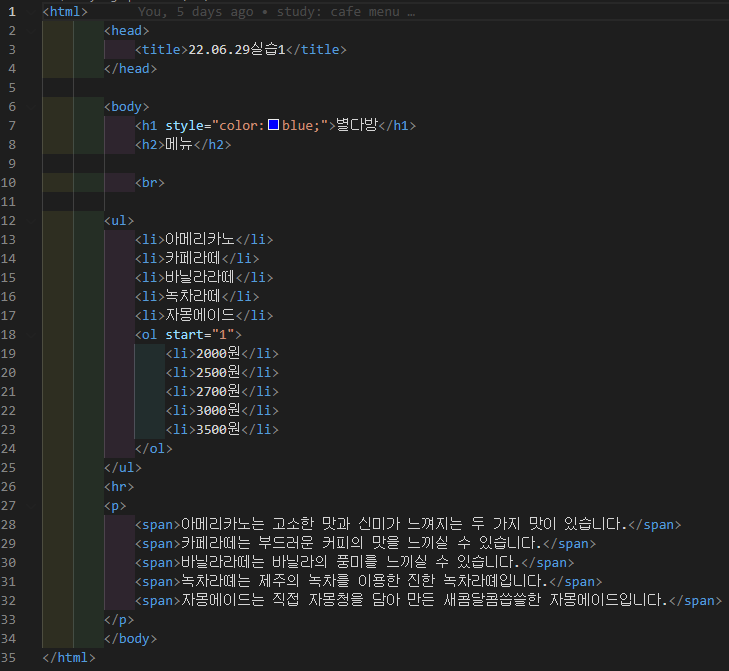 1 <html> You, 5 days ago • study: cafe menu …
2 <head>
3 <title>22.06.29실습1</title>
4 </head>
5
6 <body>
7 <h1 style="color:blue;">별다방</h1>
8 <h2>메뉴</h2>
9
10 <br>
11
12 <ul>
13 <li>아메리카노</li>
14 <li>카페라떼</li>
15 <li>바닐라라떼</li>
16 <li>녹차라떼</li>
17 <li>자몽에이드</li>
18 <ol start="1">
19 <li>2000원</li>
20 <li>2500원</li>
21 <li>2700원</li>
22 <li>3000원</li>
23 <li>3500원</li>
24 </ol>
25 </ul>
26 <hr>
27 <p>
28 <span>아메리카노는 고소한 맛과 신미가 느껴지는 두 가지 맛이 있습니다.</span>
29 <span>카페라떼는 부드러운 커피의 맛을 느끼실 수 있습니다.</span>
30 <span>바닐라라떼는 바닐라의 풍미를 느끼실 수 있습니다.</span>
31 <span>녹차라떼는 제주의 녹차를 이용한 진한 녹차라떼입니다.</span>
32 <span>자몽에이드는 직접 자몽청을 담아 만든 새콤달콤씁쓸한 자몽에이드입니다.</span>
33 </p>
34 </body>
35 </html>